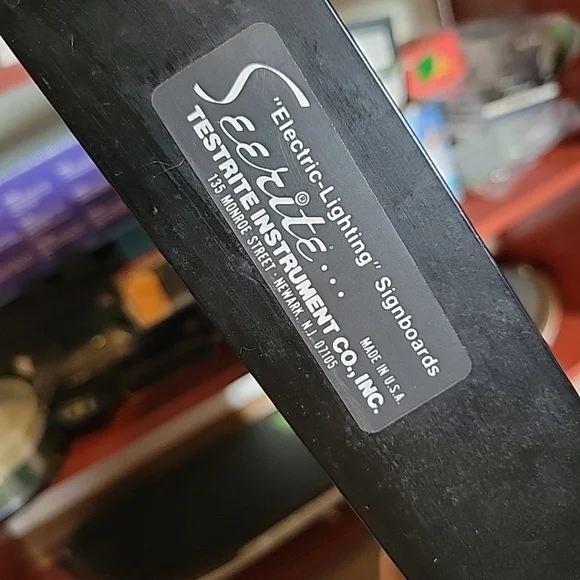 "Electric-Lighting" Signboards
Seerite®...
MADE IN U.S.A.
TESTRITE INSTRUMENT CO., INC.
135 MONROE STREET · NEWARK, N.J. 07105